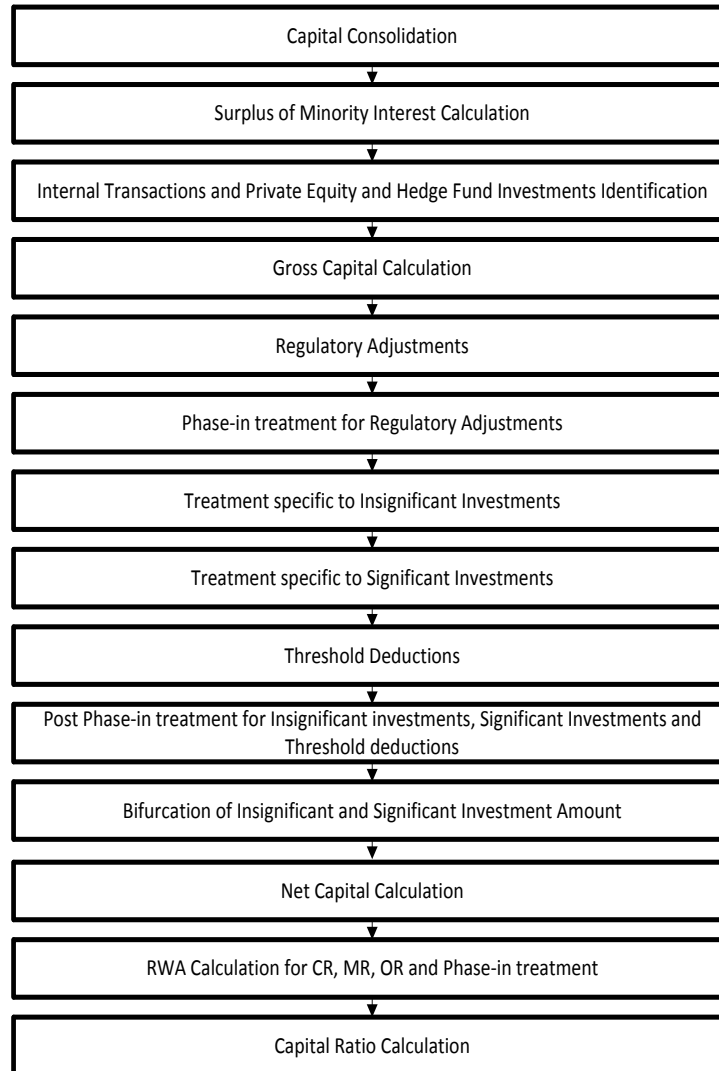 Capital Consolidation
Surplus of Minority Interest Calculation
Internal Transactions and Private Equity and Hedge Fund Investments Identification
Gross Capital Calculation
Regulatory Adjustments
Phase-in treatment for Regulatory Adjustments
Treatment specific to Insignificant Investments
Treatment specific to Significant Investments
Threshold Deductions
Post Phase-in treatment for Insignificant investments, Significant Investments and
Threshold deductions
Bifurcation of Insignificant and Significant Investment Amount
Net Capital Calculation
RWA Calculation for CR, MR, OR and Phase-in treatment
Capital Ratio Calculation